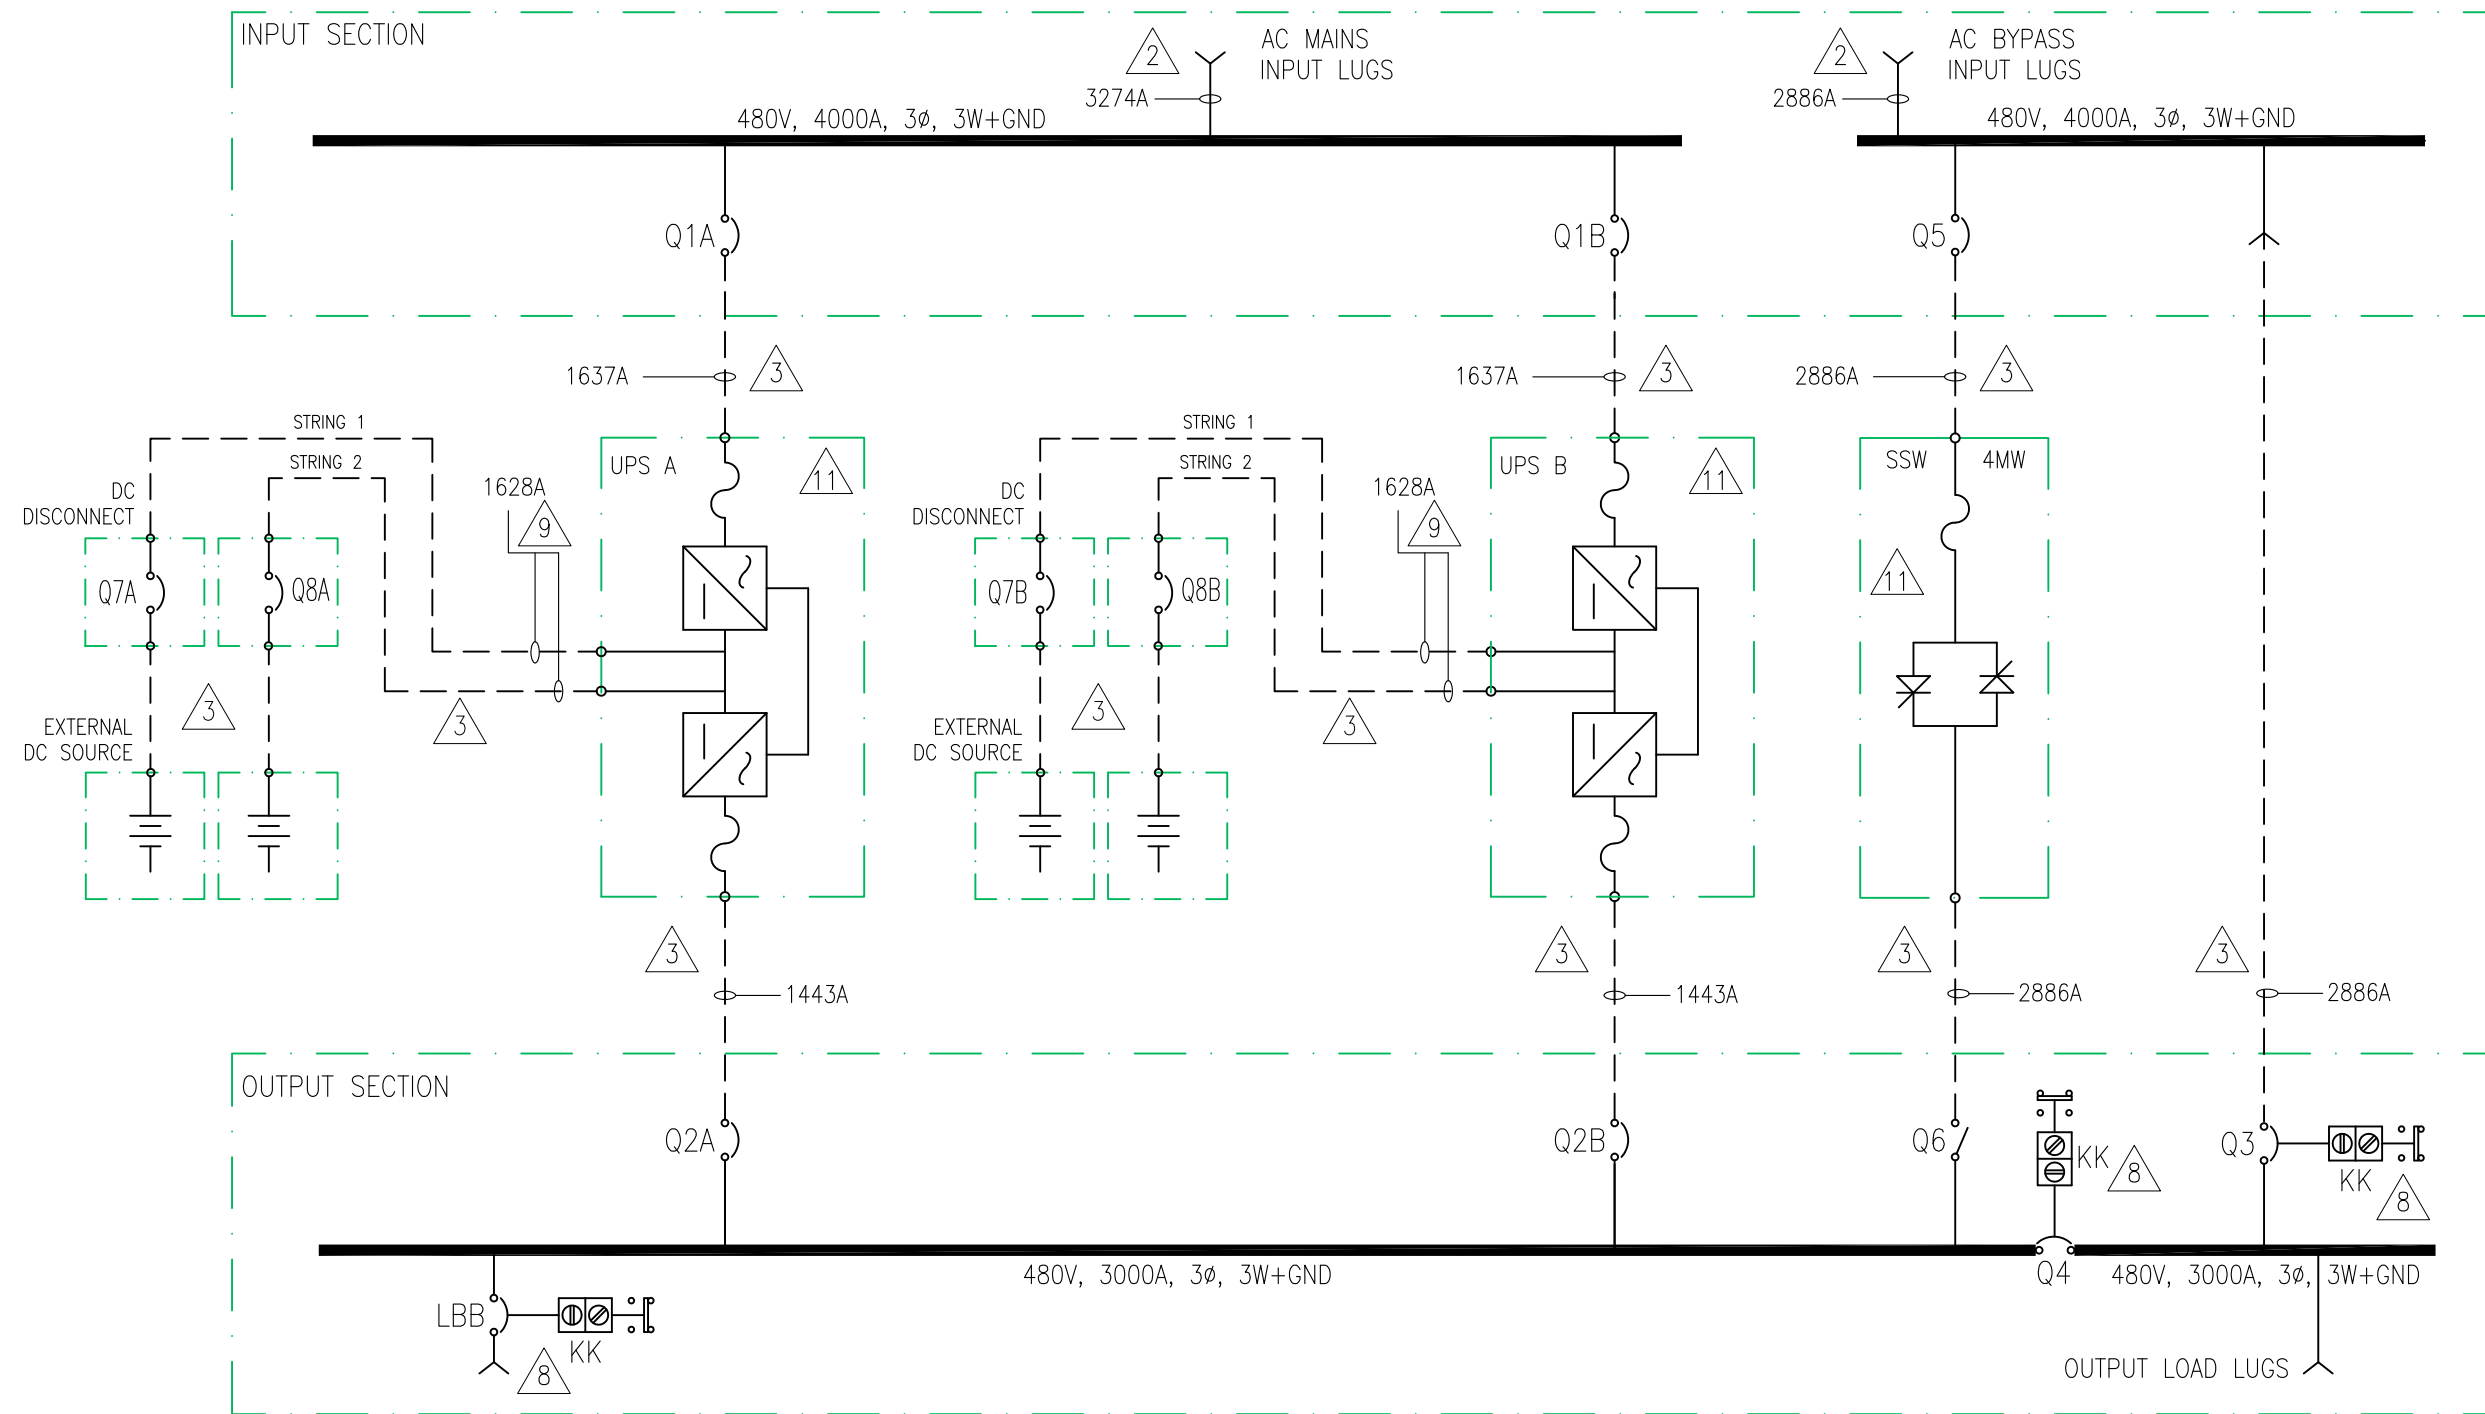 INPUT SECTION
2
AC MAINS
INPUT LUGS
3274A
480V, 4000A, 3ø, 3W+GND
2
AC BYPASS
INPUT LUGS
2886A
480V, 4000A, 3ø, 3W+GND
Q1A
Q1B
Q5
1637A
3
1637A
3
2886A
3
STRING 1
STRING 2
DC
DISCONNECT
1628A
9
UPS A
11
STRING 1
STRING 2
DC
DISCONNECT
1628A
9
UPS B
11
SSW
4MW
11
Q7A
Q8A
Q7B
Q8B
3
3
EXTERNAL
DC SOURCE
3
3
EXTERNAL
DC SOURCE
3
1443A
3
1443A
3
2886A
3
2886A
OUTPUT SECTION
Q2A
Q2B
Q6
KK
8
Q3
KK
8
480V, 3000A, 3ø, 3W+GND
Q4
480V, 3000A, 3ø, 3W+GND
LBB
KK
8
OUTPUT LOAD LUGS